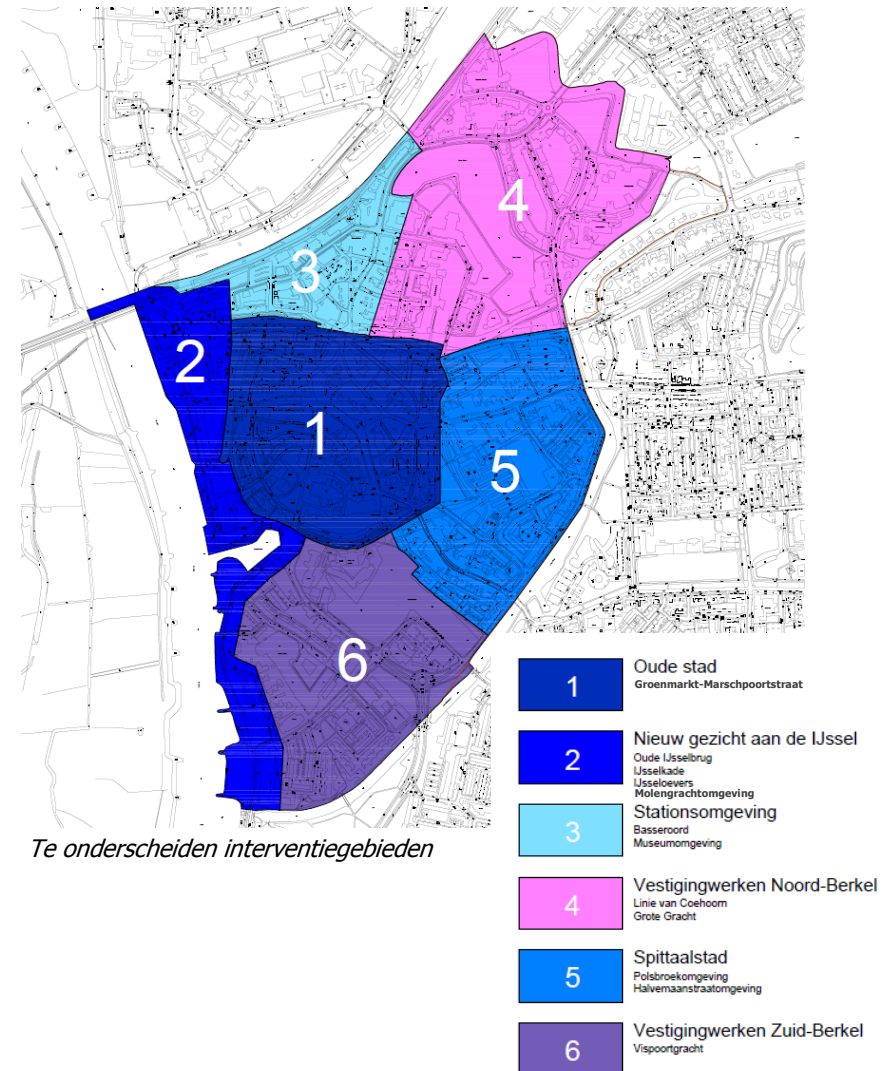 4
3
2
1
5
6
Te onderscheiden interventiegebieden
1
Oude stad
Groenmarkt-Marschpoortstraat
2
Nieuw gezicht aan de IJssel
Oude IJsselbrug
IJsselkade
IJsseloevers
Molengrachtomgeving
3
Stationsomgeving
Basseroord
Museumomgeving
4
Vestigingwerken Noord-Berkel
Linie van Coehoorn
Grote Gracht
5
Spittaalstad
Polsbroekomgeving
Halvemaanstraatomgeving
6
Vestigingwerken Zuid-Berkel
Vispoortgracht